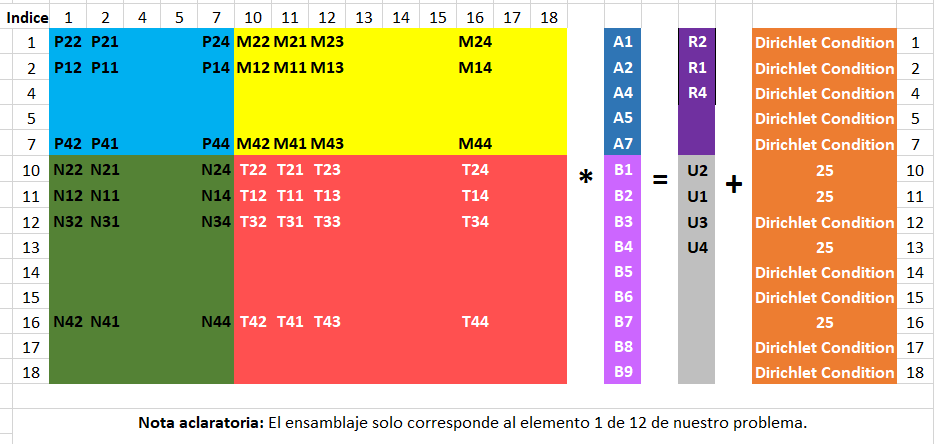 Indice 1 2 4 5 7 10 11 12 13 14 15 16 17 18
1 P22 P21 P24 M22 M21 M23 M24 A1 R2 Dirichlet Condition 1
2 P12 P11 P14 M12 M11 M13 M14 A2 R1 Dirichlet Condition 2
4 A4 R4 Dirichlet Condition 4
5 A5 Dirichlet Condition 5
7 P42 P41 P44 M42 M41 M43 M44 A7 Dirichlet Condition 7
10 N22 N21 N24 T22 T21 T23 T24 * B1 = U2 + 25 10
11 N12 N11 N14 T12 T11 T13 T14 B2 U1 25 11
12 N32 N31 N34 T32 T31 T33 T34 B3 U3 Dirichlet Condition 12
13 B4 U4 25 13
14 B5 Dirichlet Condition 14
15 B6 Dirichlet Condition 15
16 N42 N41 N44 T42 T41 T43 T44 B7 25 16
17 B8 Dirichlet Condition 17
18 B9 Dirichlet Condition 18
Nota aclaratoria: El ensamblaje solo corresponde al elemento 1 de 12 de nuestro problema.